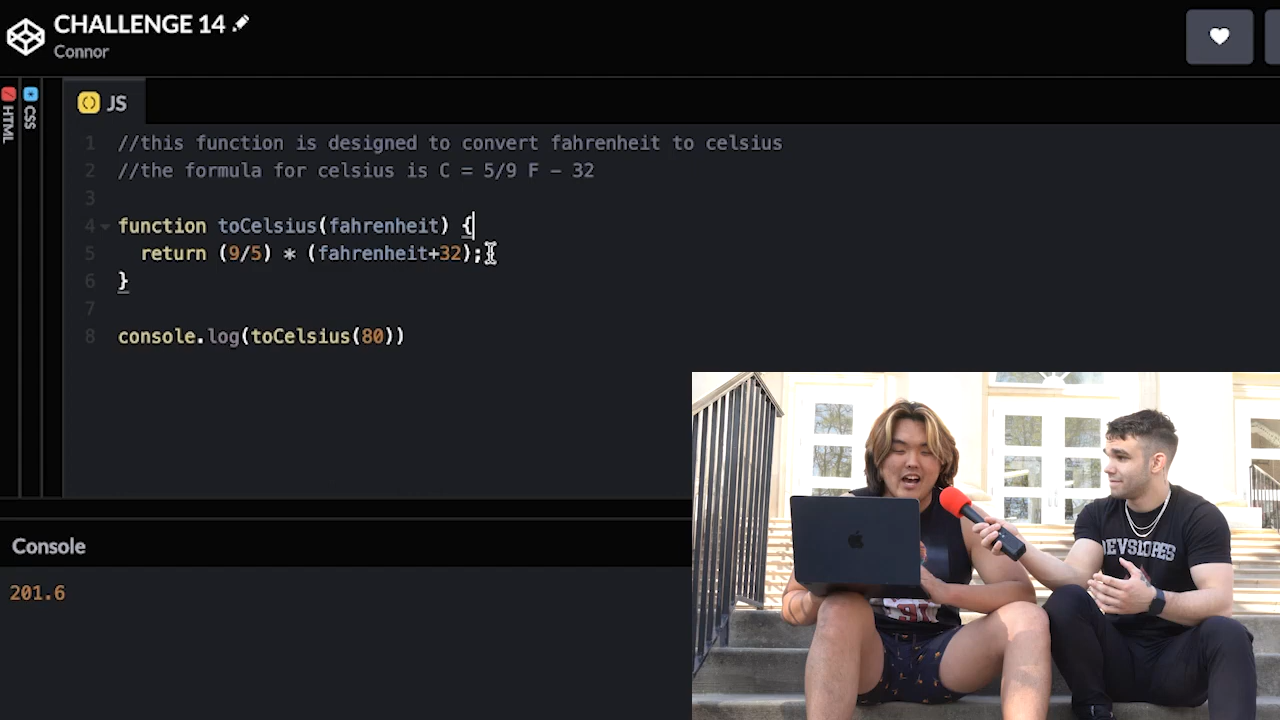 CHALLENGE 14
Connor
HTML
CSS
JS
1 //this function is designed to convert fahrenheit to celsius
2 //the formula for celsius is C = 5/9 F - 32
3
4 function toCelsius(fahrenheit) {
5 return (9/5) * (fahrenheit+32);
6 }
7
8 console.log(toCelsius(80))
Console
201.6
DEVSLOPES